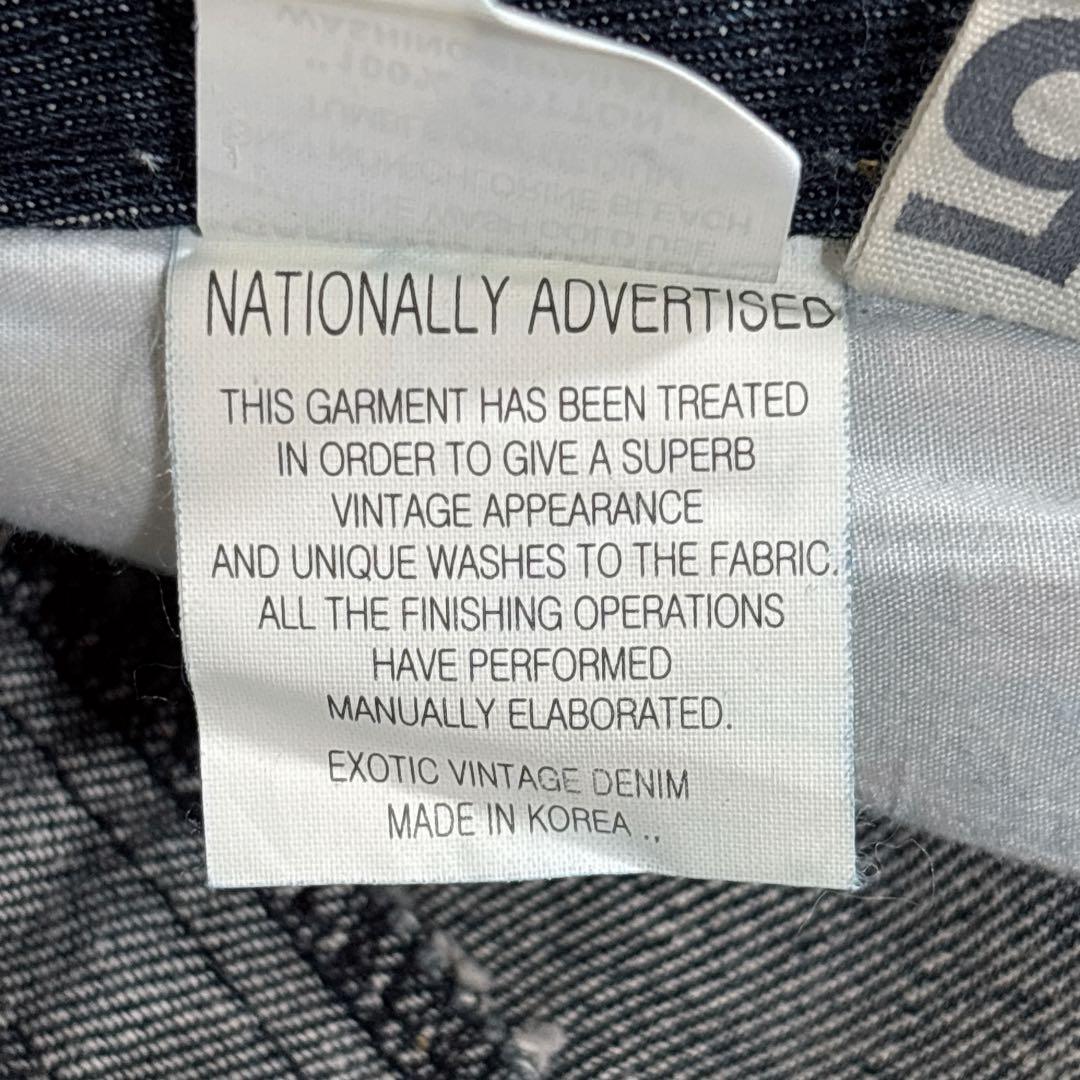 NATIONALLY ADVERTISED
THIS GARMENT HAS BEEN TREATED
IN ORDER TO GIVE A SUPERB
VINTAGE APPEARANCE
AND UNIQUE WASHES TO THE FABRIC.
ALL THE FINISHING OPERATIONS
HAVE PERFORMED
MANUALLY ELABORATED.
EXOTIC VINTAGE DENIM
MADE IN KOREA .,